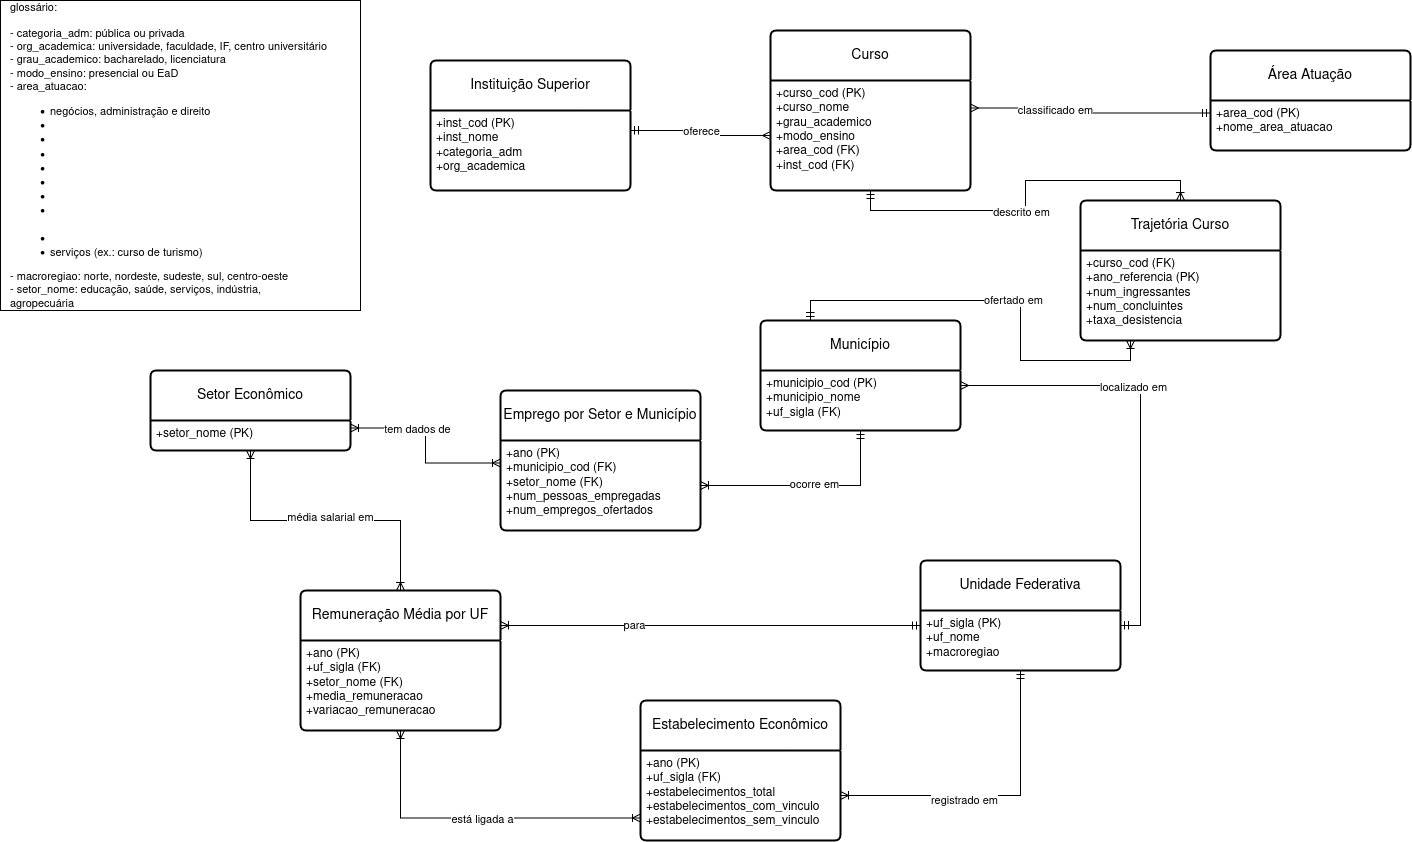 glossário:
- categoria_adm: pública ou privada
- org_academica: universidade, faculdade, IF, centro universitário
- grau_academico: bacharelado, licenciatura
- modo_ensino: presencial ou EaD
- area_atuacao:
• negócios, administração e direito
•
•
•
•
•
•
•
•
• serviços (ex.: curso de turismo)
- macroregiao: norte, nordeste, sudeste, sul, centro-oeste
- setor_nome: educação, saúde, serviços, indústria,
agropecuária
Instituição Superior
+inst_cod (PK)
+inst_nome
+categoria_adm
+org_academica
oferece
Curso
+curso_cod (PK)
+curso_nome
+grau_academico
+modo_ensino
+area_cod (FK)
+inst_cod (FK)
classificado em
Área Atuação
+area_cod (PK)
+nome_area_atuacao
descrito em
Trajetória Curso
+curso_cod (FK)
+ano_referencia (PK)
+num_ingressantes
+num_concluintes
+taxa_desistencia
ofertado em
Município
+municipio_cod (PK)
+municipio_nome
+uf_sigla (FK)
localizado em
Setor Econômico
+setor_nome (PK)
tem dados de
Emprego por Setor e Município
+ano (PK)
+municipio_cod (FK)
+setor_nome (FK)
+num_pessoas_empregadas
+num_empregos_ofertados
ocorre em
média salarial em
Remuneração Média por UF
+ano (PK)
+uf_sigla (FK)
+setor_nome (FK)
+media_remuneracao
+variacao_remuneracao
para
Unidade Federativa
+uf_sigla (PK)
+uf_nome
+macroregiao
está ligada a
Estabelecimento Econômico
+ano (PK)
+uf_sigla (FK)
+estabelecimentos_total
+estabelecimentos_com_vinculo
+estabelecimentos_sem_vinculo
registrado em